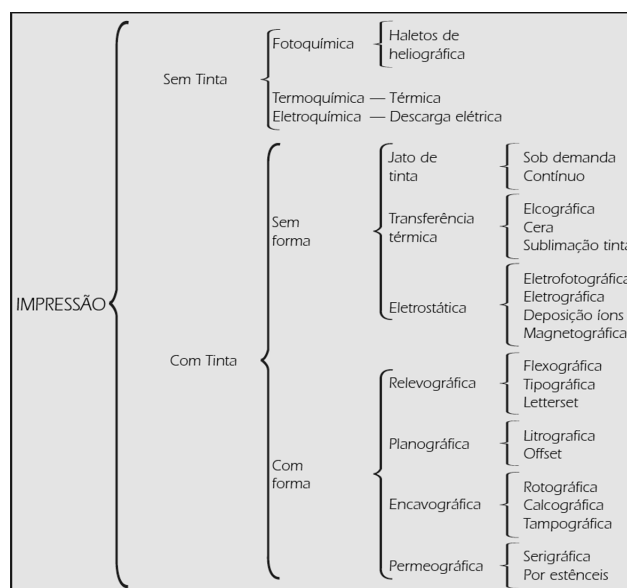 IMPRESSÃO
Sem Tinta
Fotoquímica
Haletos de
heliográfica
Termoquímica — Térmica
Eletroquímica — Descarga elétrica
Com Tinta
Sem
forma
Jato de
tinta
Sob demanda
Contínuo
Transferência
térmica
Elcográfica
Cera
Sublimação tinta
Eletrostática
Eletrofotográfica
Eletrográfica
Deposição íons
Magnetográfica
Com
forma
Relevográfica
Flexográfica
Tipográfica
Letterset
Planográfica
Litrografica
Offset
Encavográfica
Rotográfica
Calcográfica
Tampográfica
Permeográfica
Serigráfica
Por estênceis